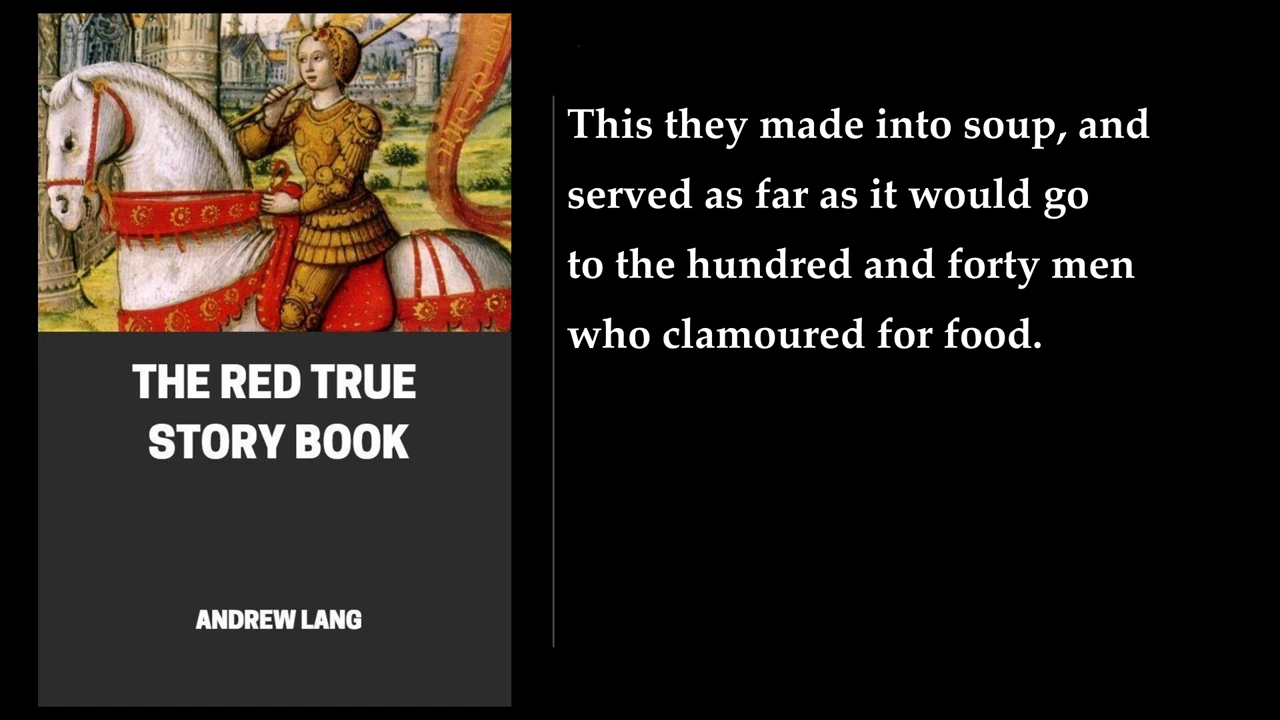 THE RED TRUE
STORY BOOK
ANDREW LANG
This they made into soup, and
served as far as it would go
to the hundred and forty men
who clamoured for food.